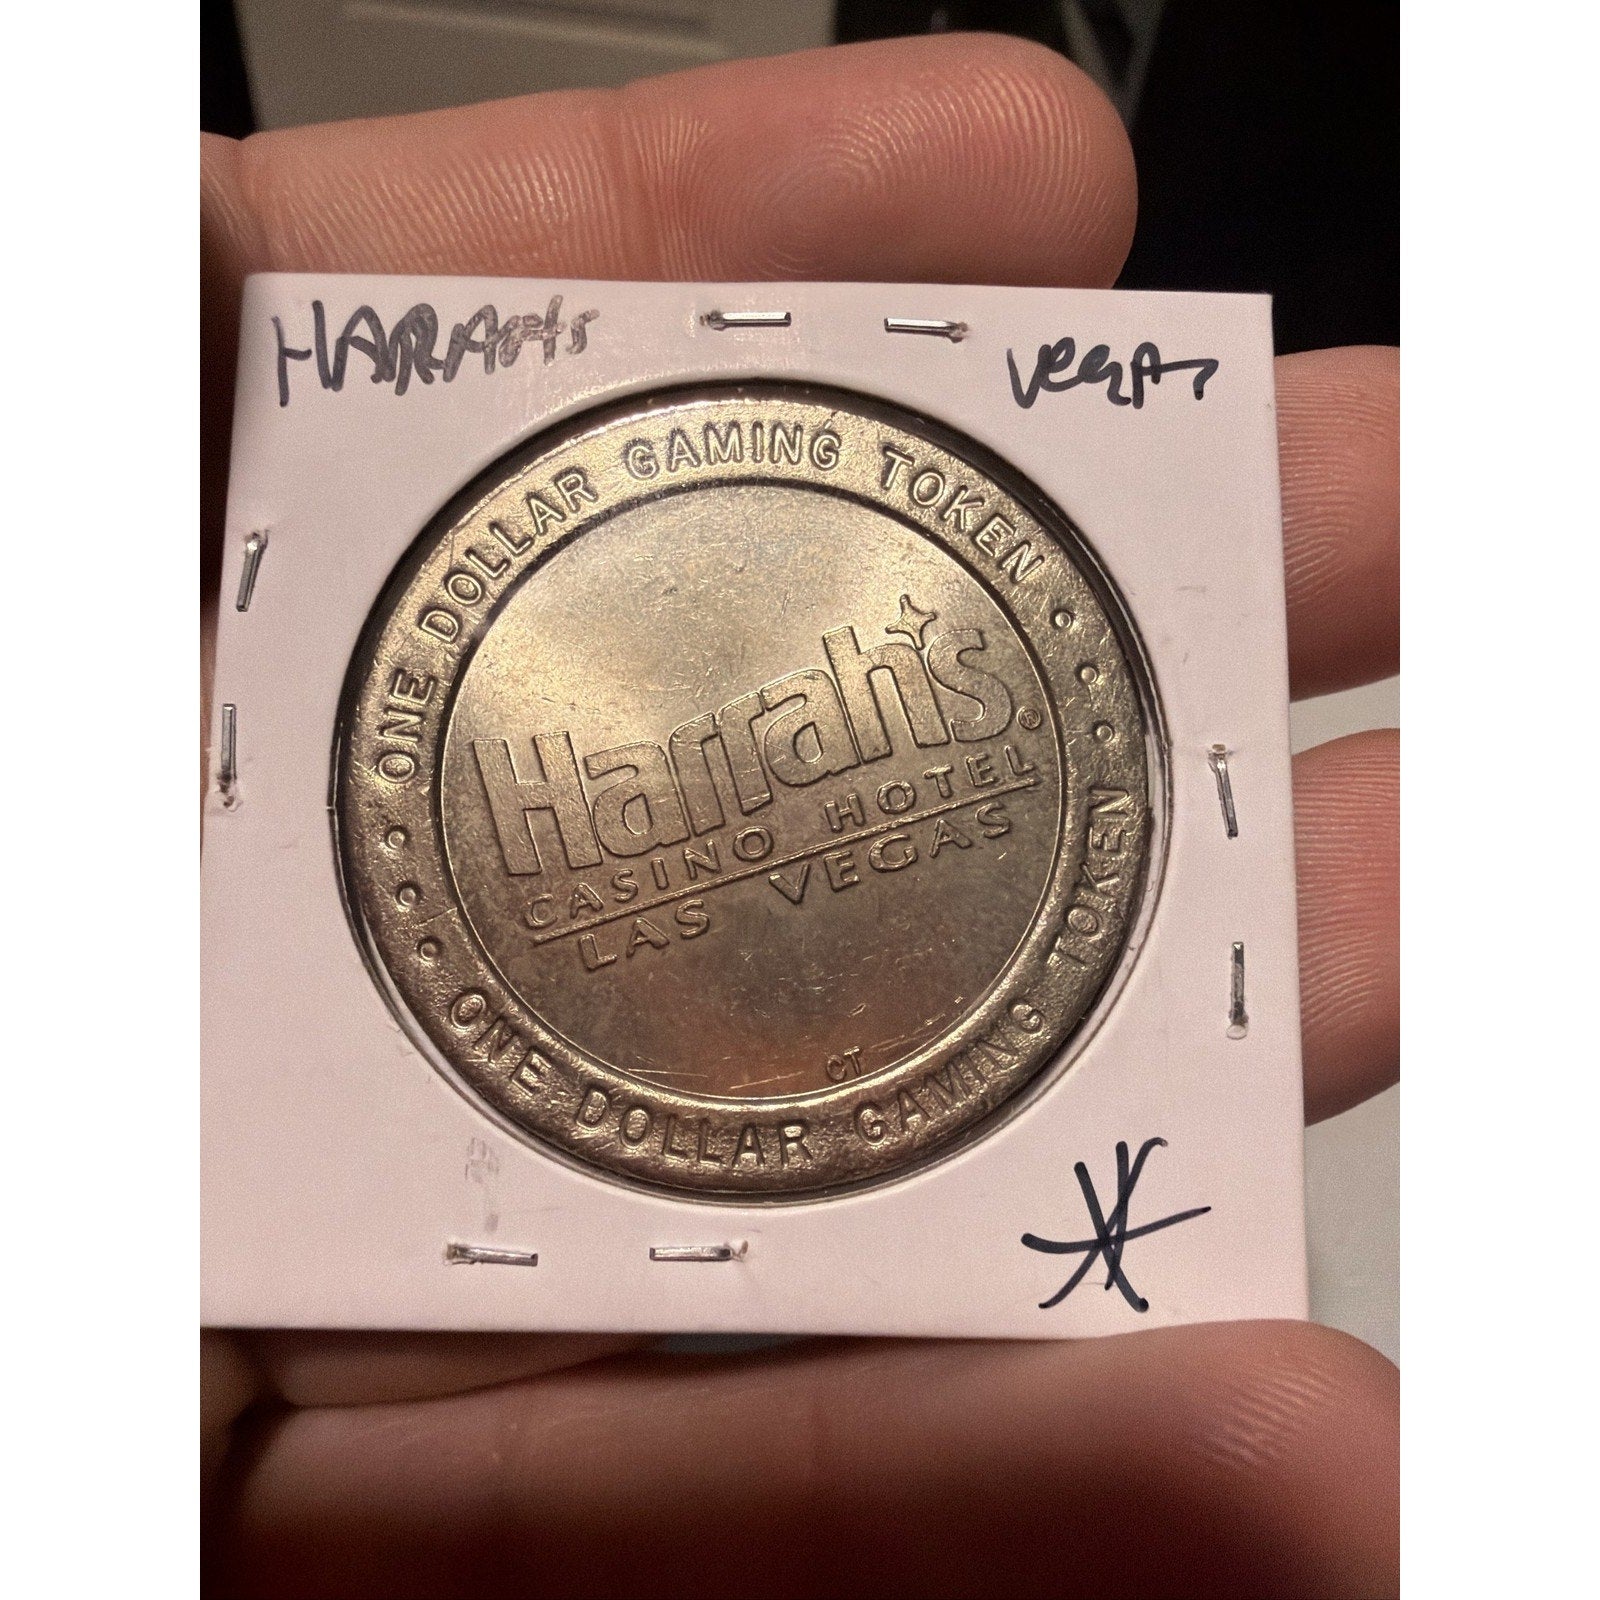 HARRAHS
VEGAS
ONE DOLLAR GAMING TOKEN
Harrah's®
CASINO HOTEL
LAS VEGAS
CT
ONE DOLLAR GAMING TOKEN